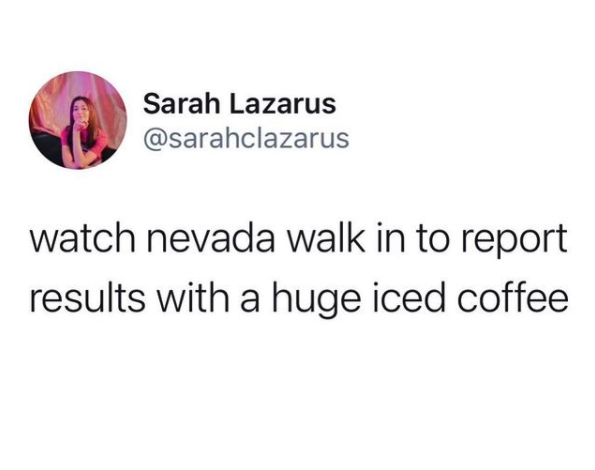 Sarah Lazarus
@sarahclazarus
watch nevada walk in to report
results with a huge iced coffee